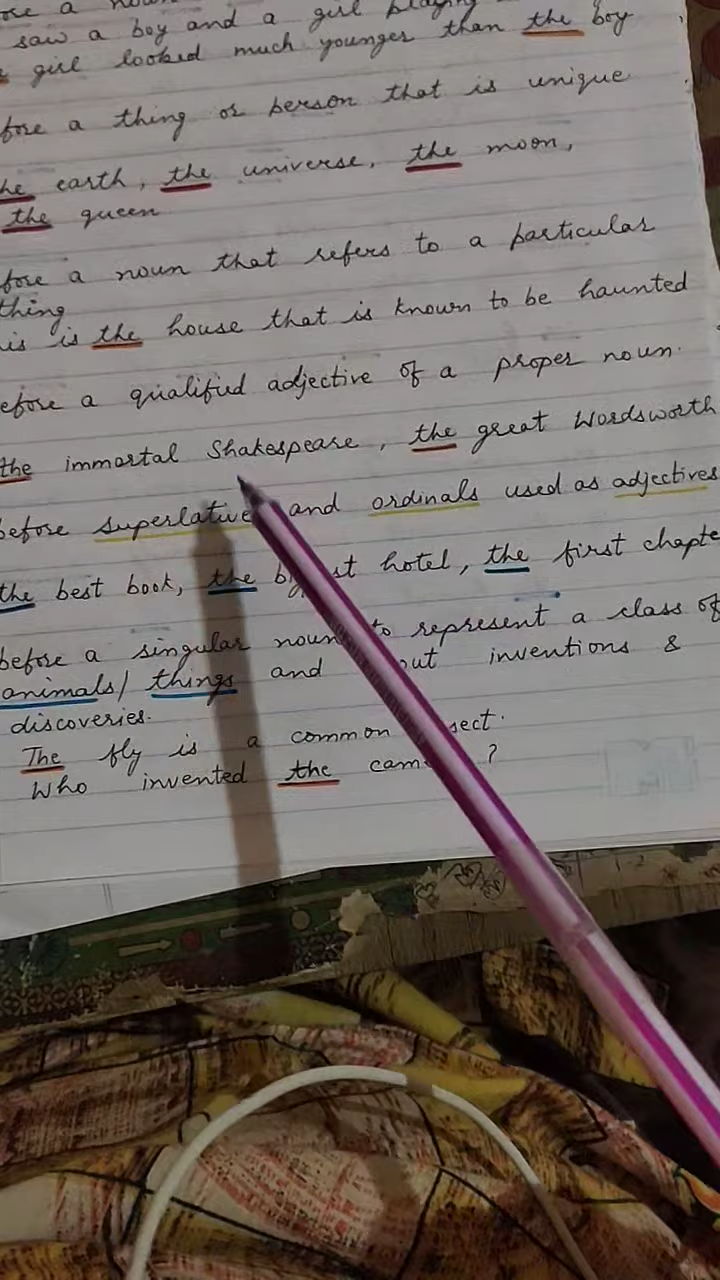 saw a boy and a girl
girl looked much younger than the boy
fore a thing or person that is unique
he earth, the universe, the moon,
the queen
fore a noun that refers to a particular
thing
is is the house that is known to be haunted
efore a qualified adjective of a proper noun.
the immortal Shakespeare, the great Wordsworth
before superlative and ordinals used as adjectives
the best book, the b st hotel, the first chapte
before a singular noun to represent a class of
animals/ things and out inventions &
discoveries.
The fly is a common sect.
Who invented the cam ?